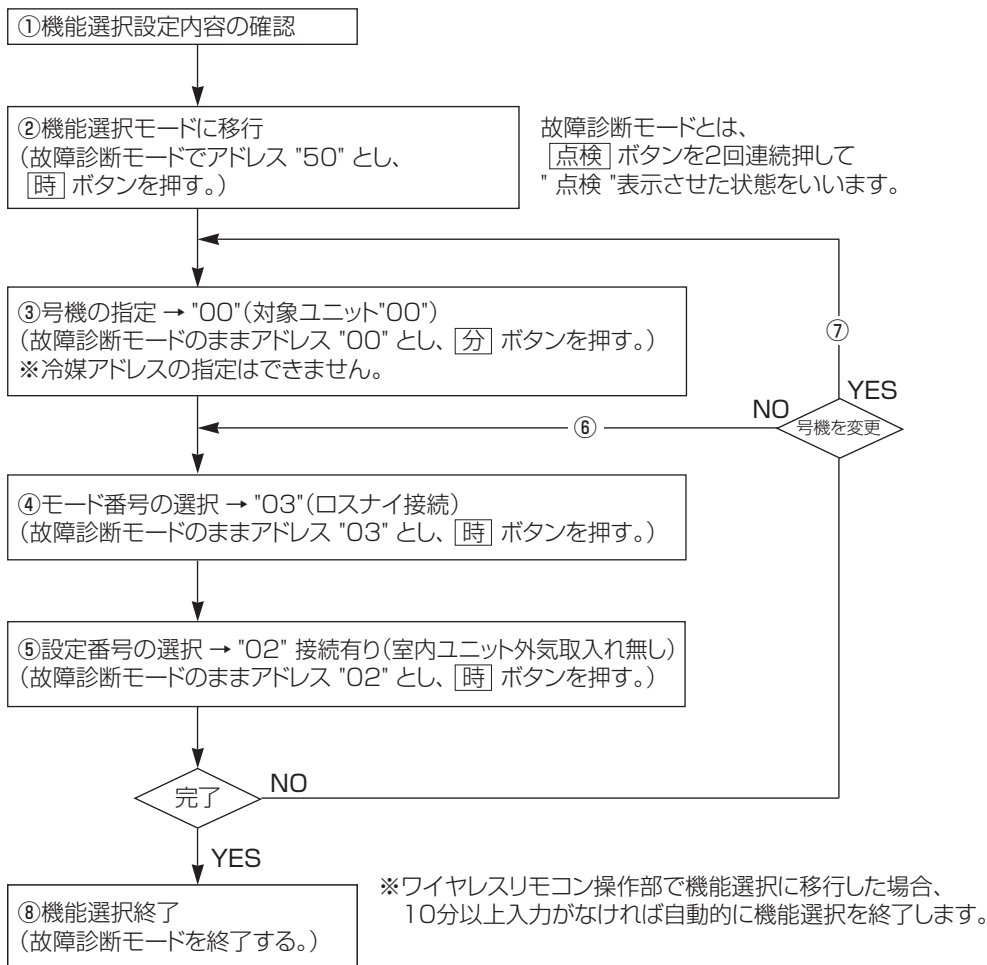 ①機能選択設定内容の確認
②機能選択モードに移行
(故障診断モードでアドレス "50" とし、
時 ボタンを押す。)
故障診断モードとは、
点検 ボタンを2回連続押して
" 点検 "表示させた状態をいいます。
③号機の指定 → "00"(対象ユニット"00")
(故障診断モードのままアドレス "00" とし、 分 ボタンを押す。)
※冷媒アドレスの指定はできません。
⑦
YES
NO
号機を変更
⑥
④モード番号の選択 → "03"(ロスナイ接続)
(故障診断モードのままアドレス "03" とし、 時 ボタンを押す。)
⑤設定番号の選択 → "02" 接続有り(室内ユニット外気取入れ無し)
(故障診断モードのままアドレス "02" とし、 時 ボタンを押す。)
完了
NO
YES
⑧機能選択終了
(故障診断モードを終了する。)
※ワイヤレスリモコン操作部で機能選択に移行した場合、
10分以上入力がなければ自動的に機能選択を終了します。